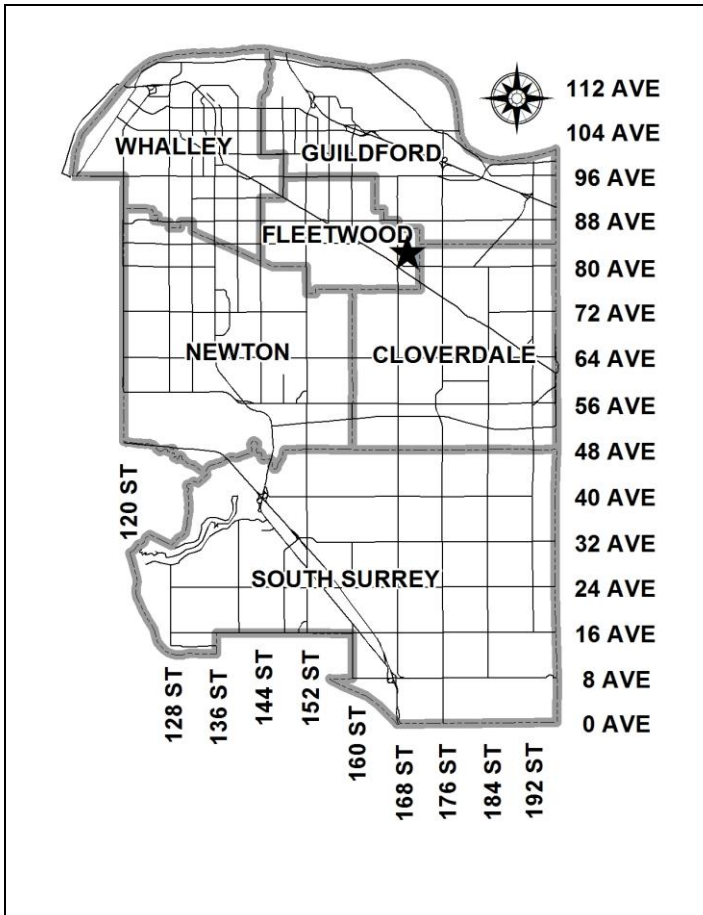 112 AVE
104 AVE
WHALLEY
GUILDFORD
96 AVE
88 AVE
FLEETWOOD
80 AVE
72 AVE
NEWTON
CLOVERDALE
64 AVE
56 AVE
48 AVE
120 ST
40 AVE
32 AVE
SOUTH SURREY
24 AVE
16 AVE
128 ST
136 ST
144 ST
152 ST
160 ST
8 AVE
0 AVE
168 ST
176 ST
184 ST
192 ST